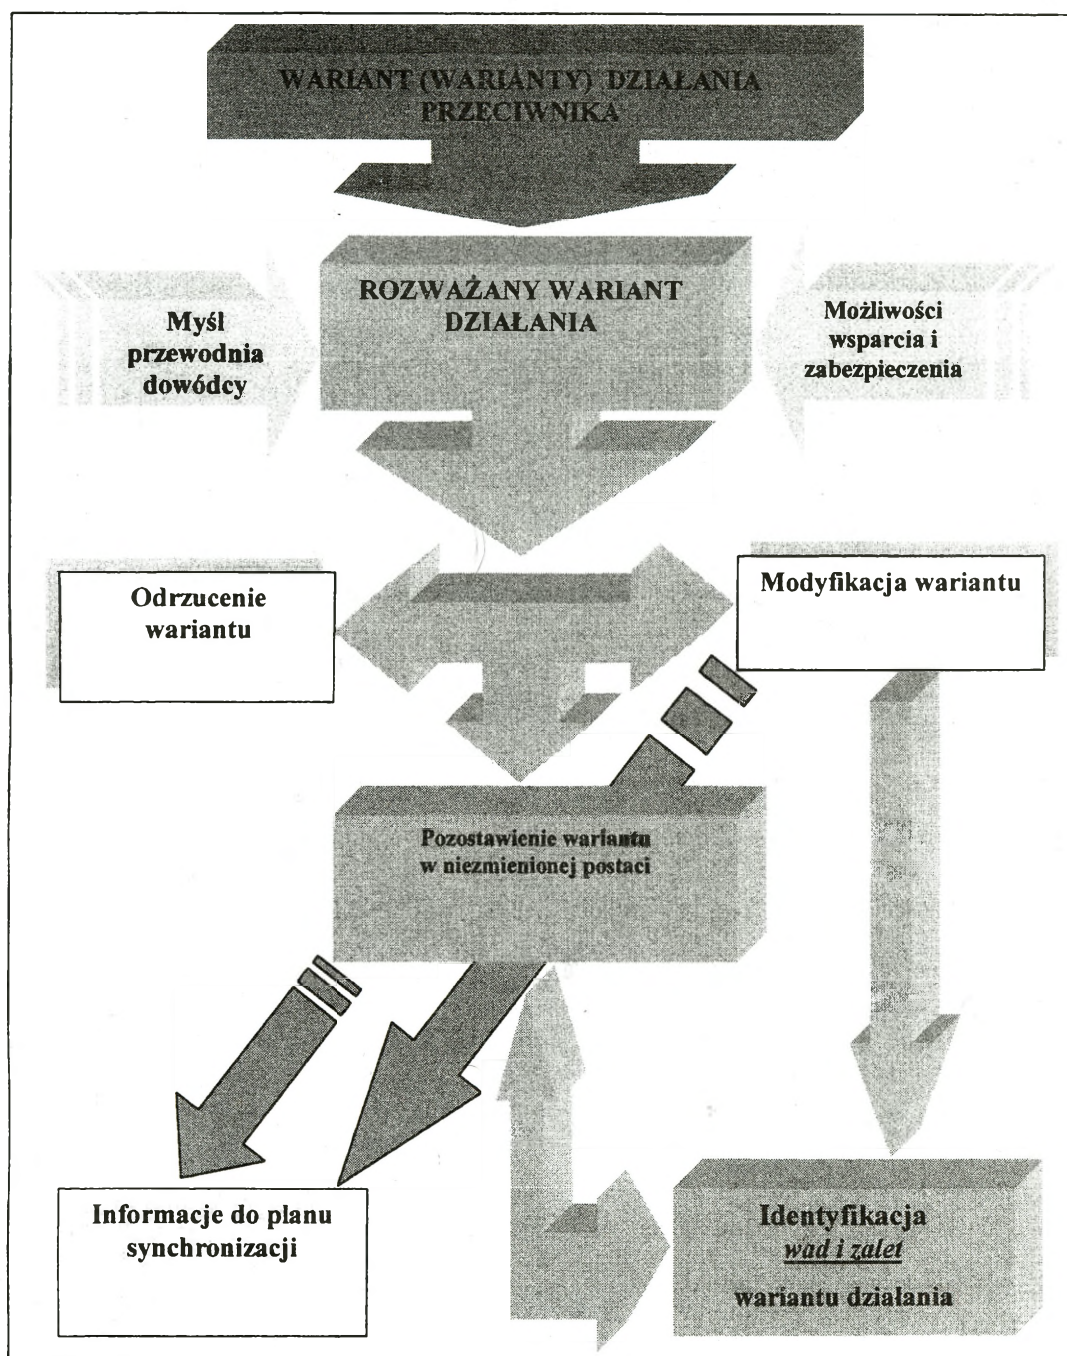 WARIANT (WARIANTY) DZIAŁANIA
PRZECIWNIKA
ROZWAŻANY WARIANT
DZIAŁANIA
Myśl
przewodnia
dowódcy
Możliwości
wsparcia i
zabezpieczenia
Odrzucenie
wariantu
Modyfikacja wariantu
Pozostawienie wariantu
w niezmienionej postaci
Informacje do planu
synchronizacji
Identyfikacja
wad i zalet
wariantu działania